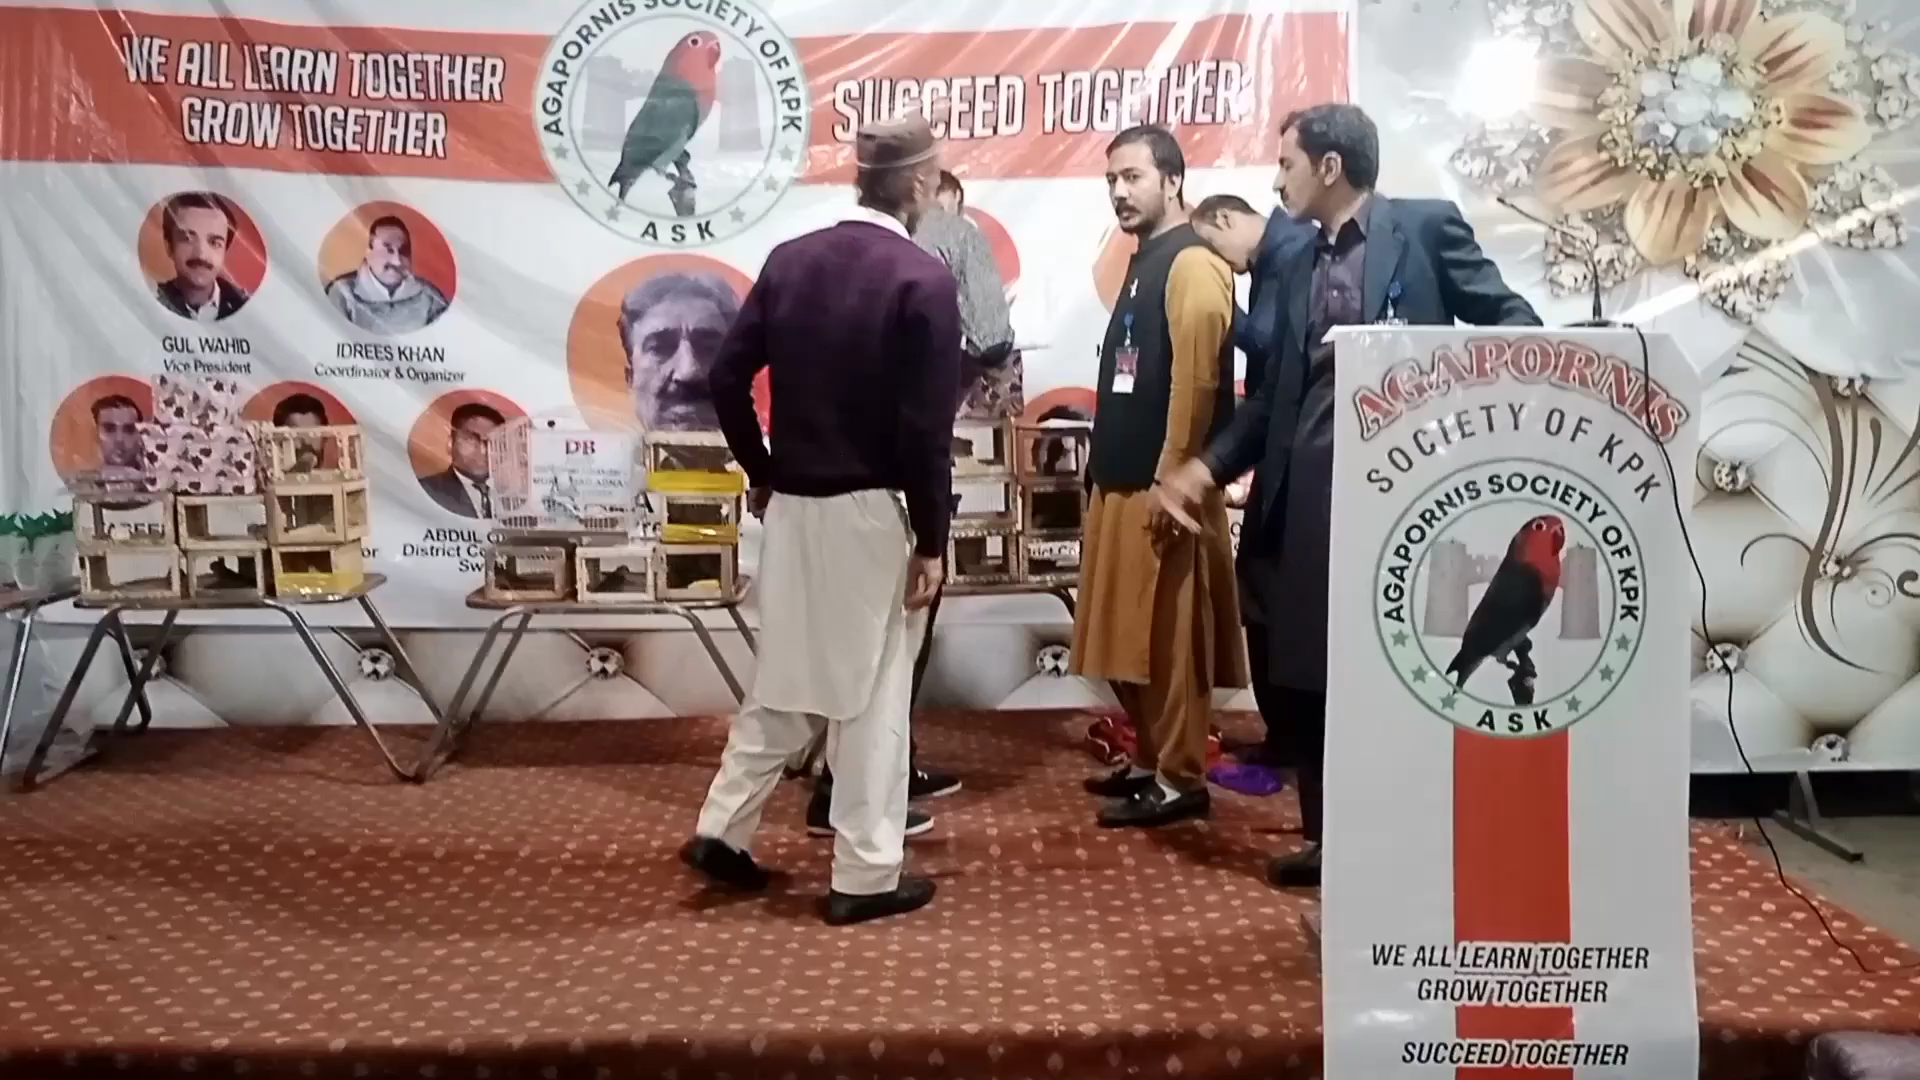 WE ALL LEARN TOGETHER
GROW TOGETHER
AGAPORNIS SOCIETY OF KPK
ASK
SUCCEED TOGETHER
GUL WAHID
Vice President
IDREES KHAN
Coordinator & Organizer
ABDUL
District
DB
AGAPORNIS
SOCIETY OF KPK
AGAPORNIS SOCIETY OF KPK
ASK
WE ALL LEARN TOGETHER
GROW TOGETHER
SUCCEED TOGETHER